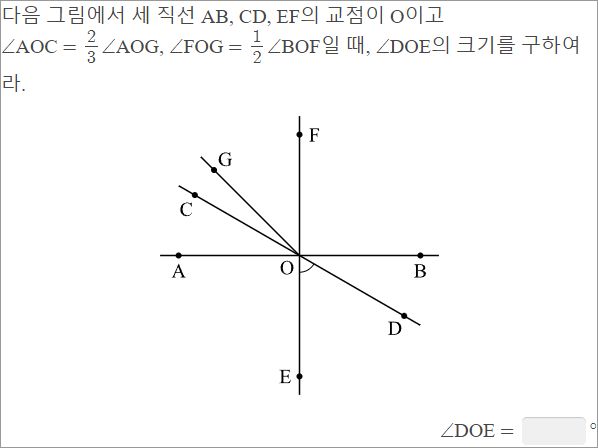 다음 그림에서 세 직선 AB, CD, EF의 교점이 O이고
∠AOC = 2/3 ∠AOG, ∠FOG = 1/2 ∠BOF일 때, ∠DOE의 크기를 구하여
라.
F
G
C
A
O
B
D
E
∠DOE = °